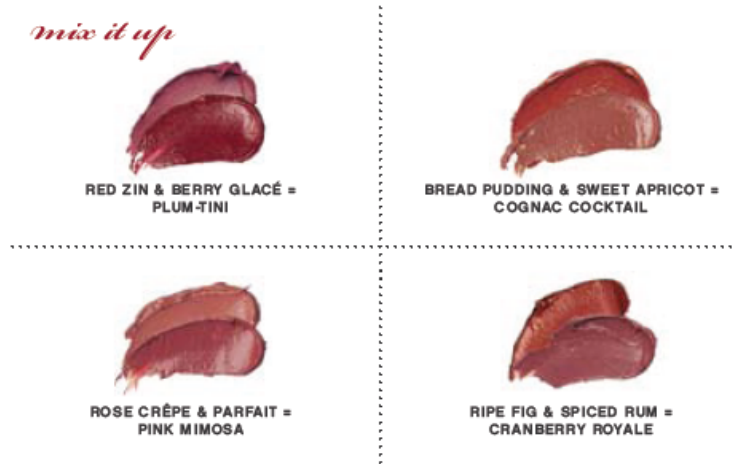 mix it up
RED ZIN & BERRY GLACÉ =
PLUM-TINI
BREAD PUDDING & SWEET APRICOT =
COGNAC COCKTAIL
ROSE CRÊPE & PARFAIT =
PINK MIMOSA
RIPE FIG & SPICED RUM =
CRANBERRY ROYALE